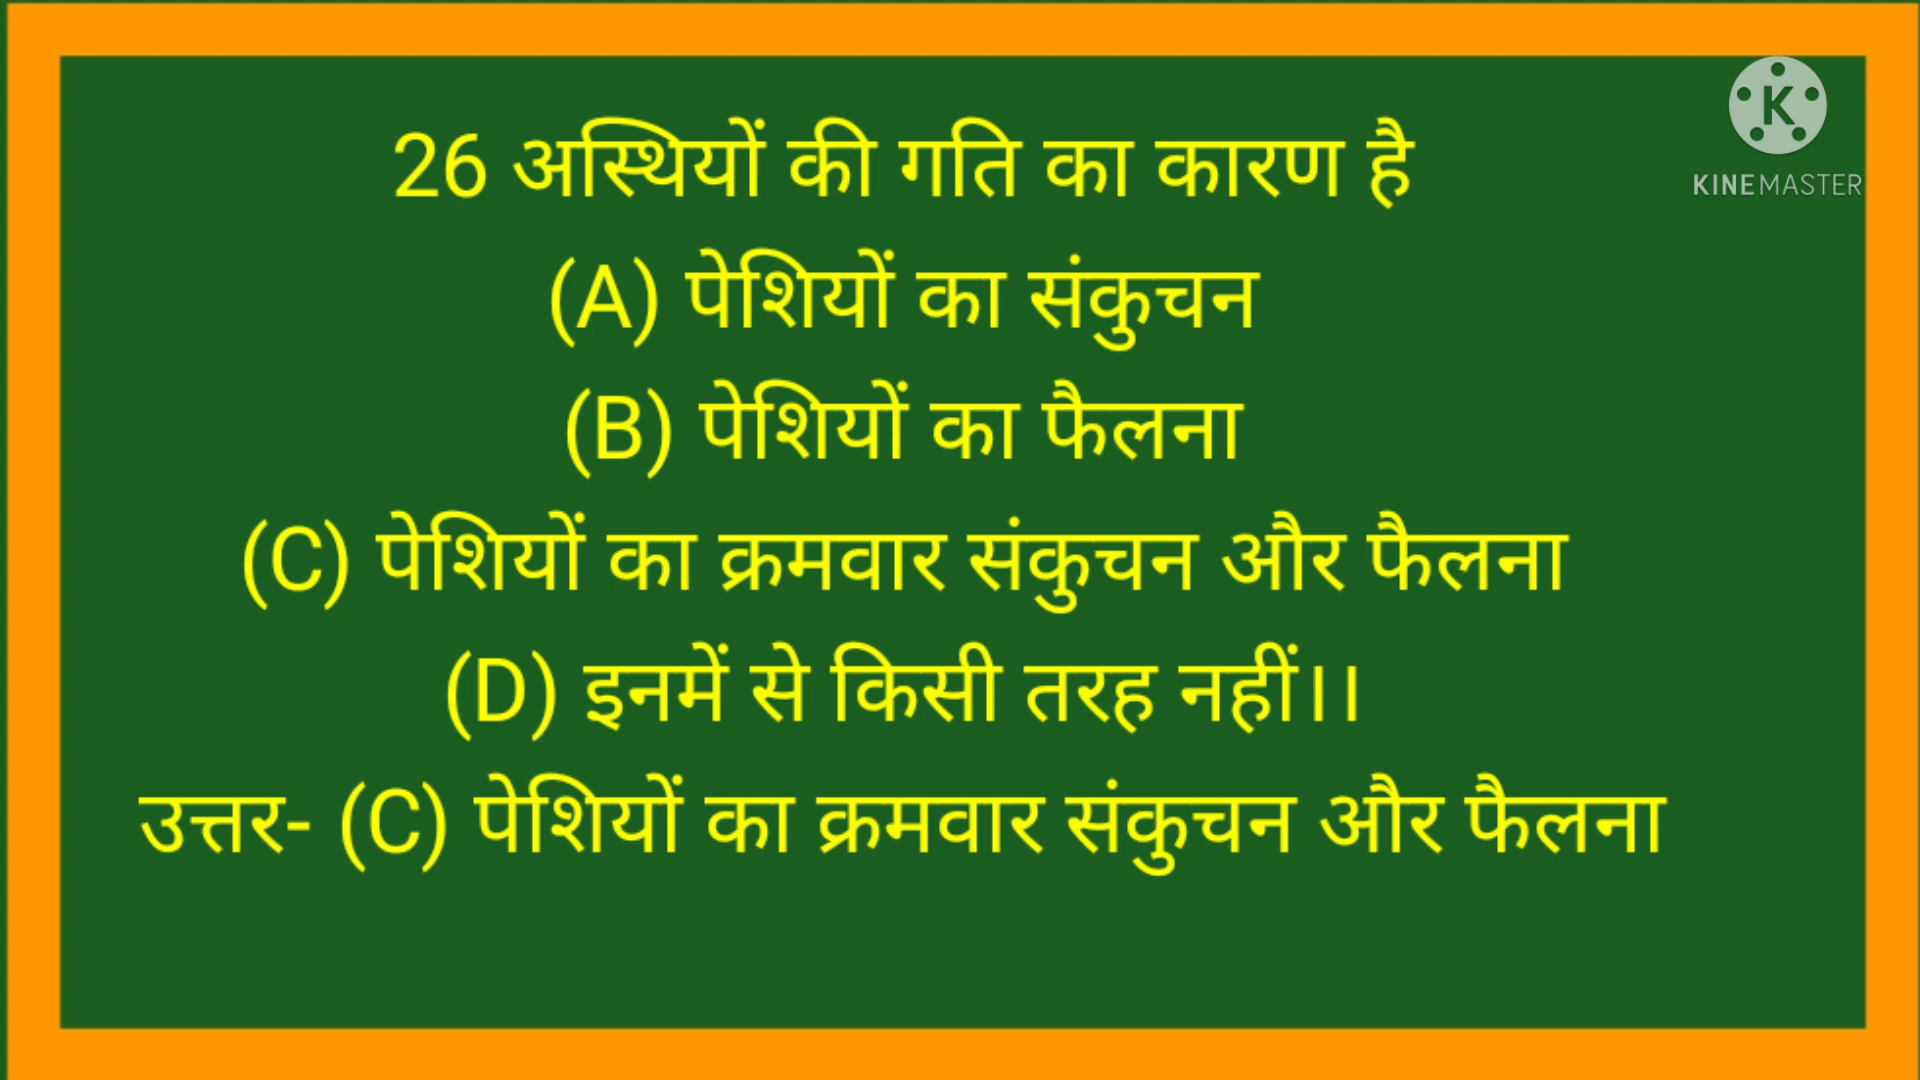 26 अस्थियों की गति का कारण है
K
KINEMASTER
(A) पेशियों का संकुचन
(B) पेशियों का फैलना
(C) पेशियों का क्रमवार संकुचन और फैलना
(D) इनमें से किसी तरह नहीं।।
उत्तर- (C) पेशियों का क्रमवार संकुचन और फैलना